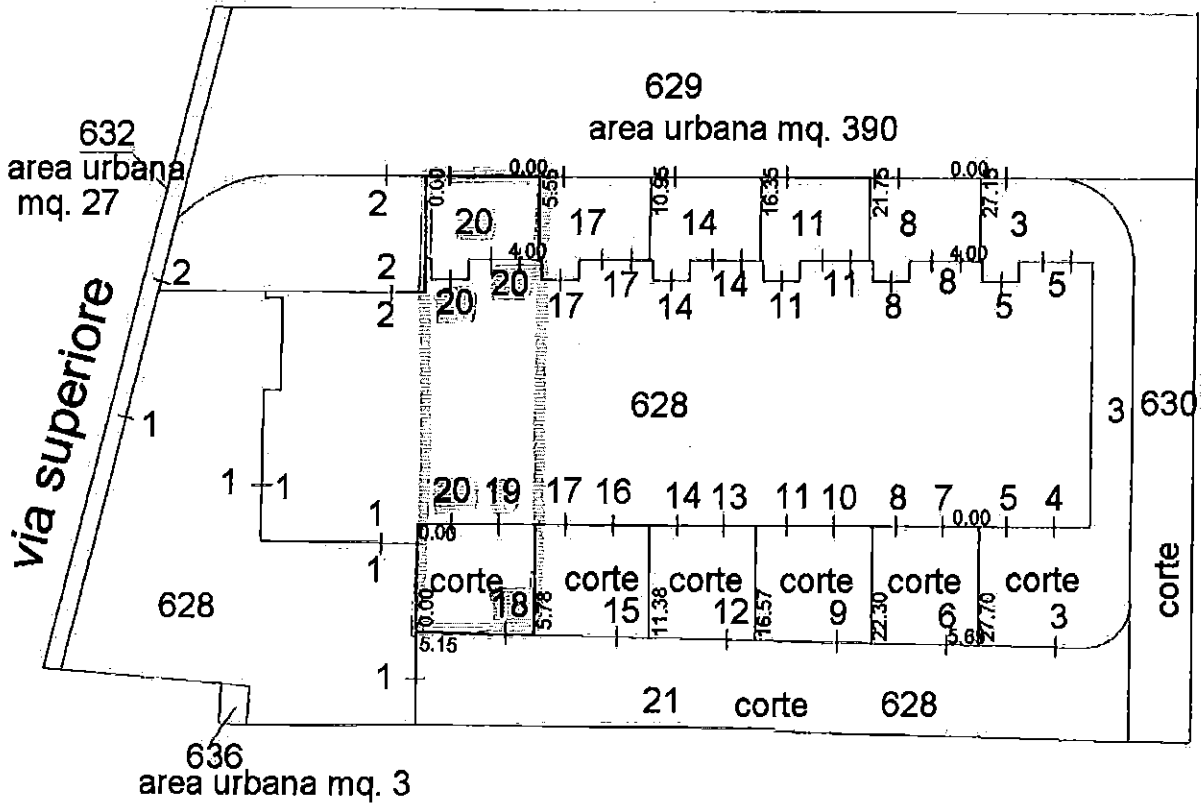 629
area urbana mq. 390
632
area urbana
mq. 27
0.00 0.00
2 0.00 5.56 10.95 16.35 21.75 27.15
20 17 14 11 8 3
4.00 4.00
2 2 20 20 17 17 14 14 11 11 8 8 5 5
2
via superiore
1
628
3 630
1 1
1 20 19 17 16 14 13 11 10 8 7 5 4
0.00 0.00
1
corte corte corte corte corte corte
corte
628
0.00 18 5.78 15 11.38 12 16.57 9 22.30 6 27.70 3
5.15 5.69
1
21 corte 628
636
area urbana mq. 3